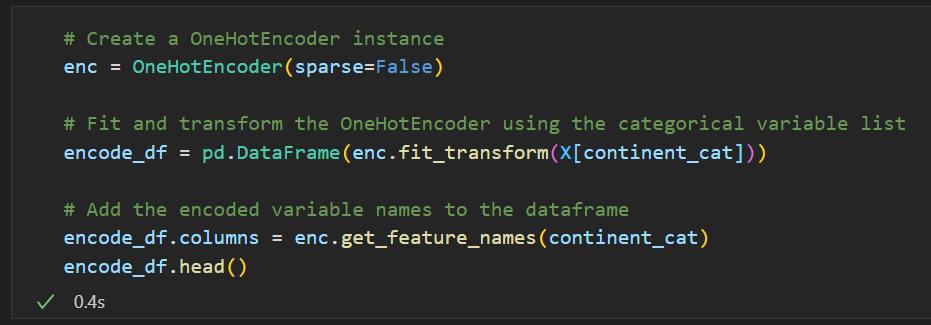 # Create a OneHotEncoder instance
enc = OneHotEncoder(sparse=False)
# Fit and transform the OneHotEncoder using the categorical variable list
encode_df = pd.DataFrame(enc.fit_transform(X[continent_cat]))
# Add the encoded variable names to the dataframe
encode_df.columns = enc.get_feature_names(continent_cat)
encode_df.head()
0.4s